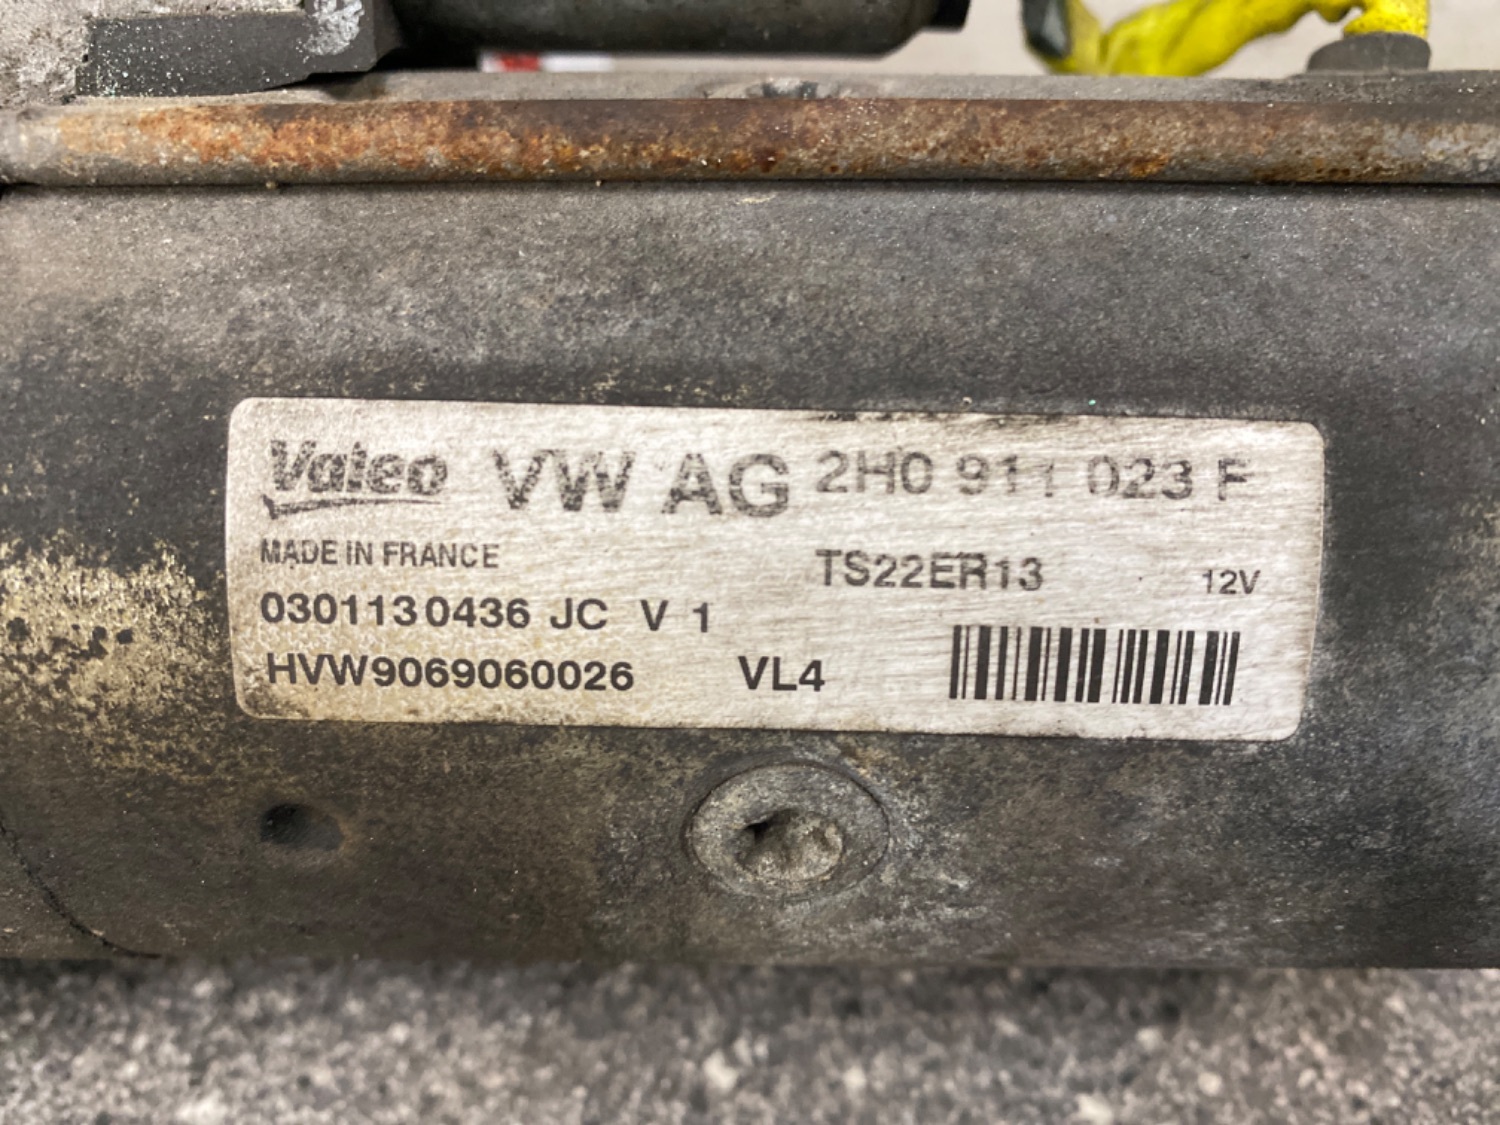 Valeo VW AG 2H0 911 023 F
MADE IN FRANCE TS22ER13 12V
0301130436 JC V 1
HVW9069060026 VL4